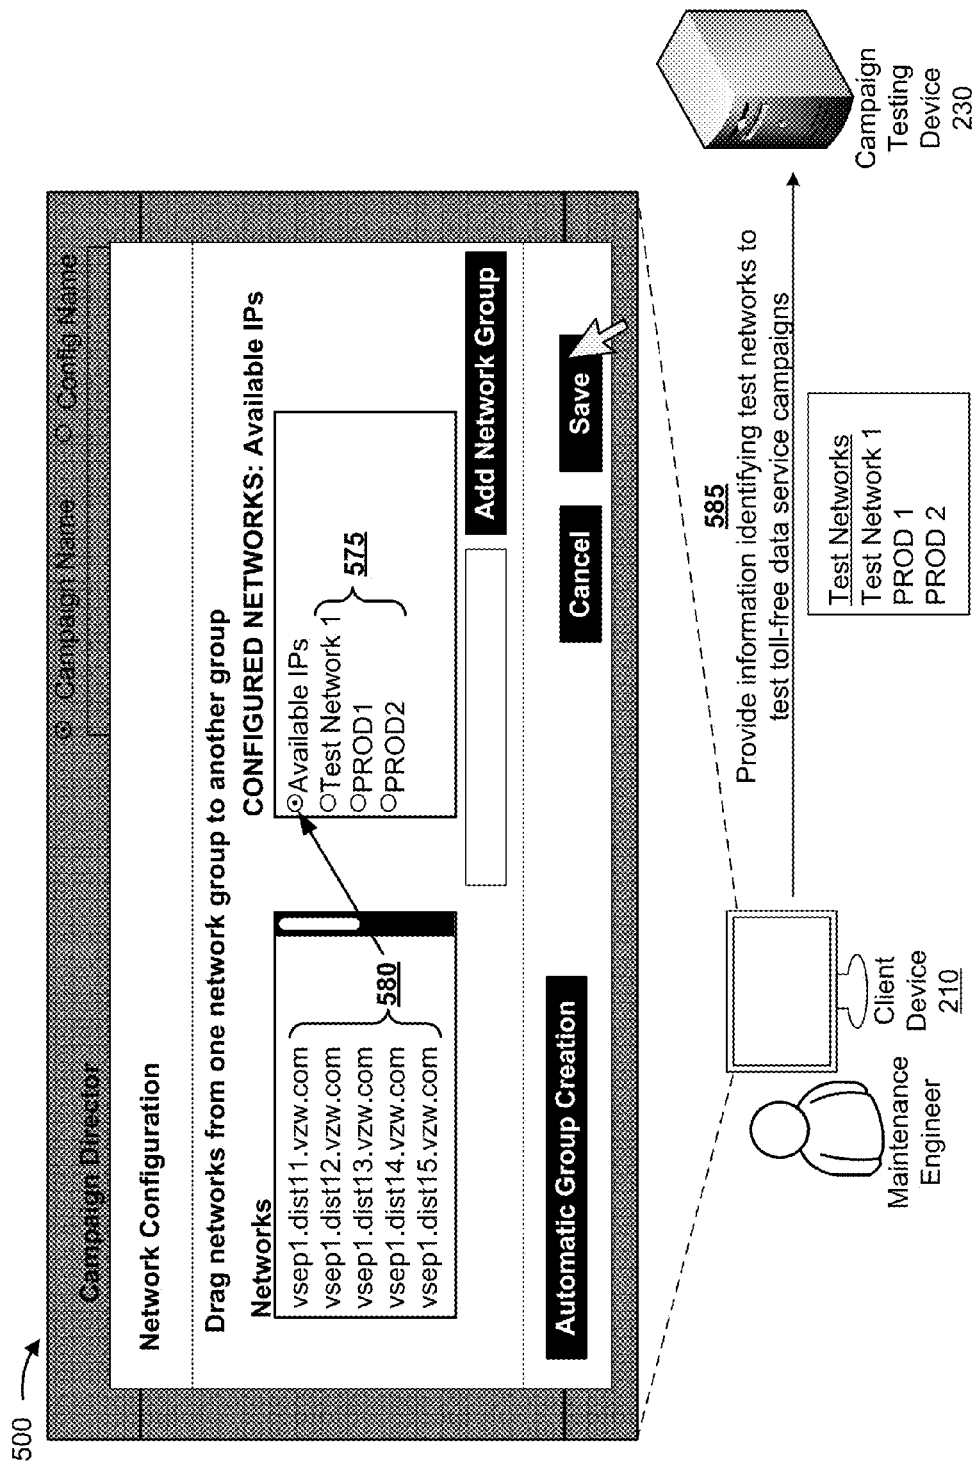 500
Campaign Director
Campaign Name
Config Name
Network Configuration
Drag networks from one network group to another group
Networks
CONFIGURED NETWORKS: Available IPs
vsep1.dist11.vzw.com
vsep1.dist12.vzw.com
vsep1.dist13.vzw.com
vsep1.dist14.vzw.com
vsep1.dist15.vzw.com
580
Available IPs
Test Network 1
PROD1
PROD2
575
Add Network Group
Automatic Group Creation
Cancel
Save
Maintenance
Engineer
Client
Device
210
585
Provide information identifying test networks to
test toll-free data service campaigns
Test Networks
Test Network 1
PROD 1
PROD 2
Campaign
Testing
Device
230